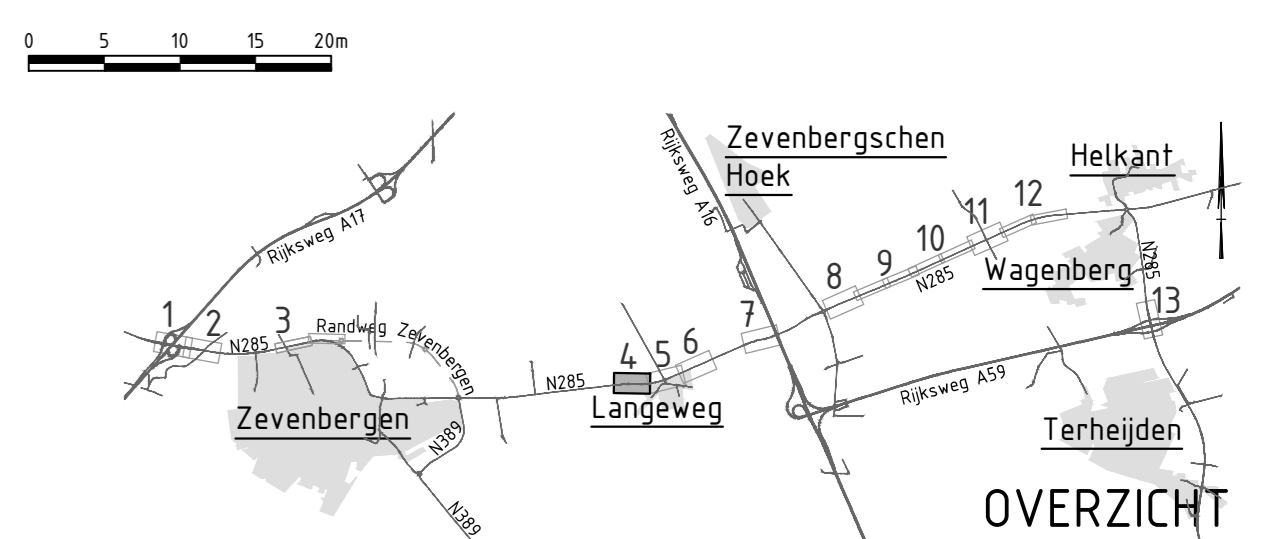 0 5 10 15 20m
Zevenbergschen
Hoek
Helkant
Rijksweg A16
Rijksweg A17
12
11
10
9
8
N285
Wagenberg
N285
13
1
2
N285
3
Randweg Zevenbergen
7
6
5
4
N285
Langeweg
Rijksweg A59
Zevenbergen
N389
Terheijden
N389
OVERZICHT